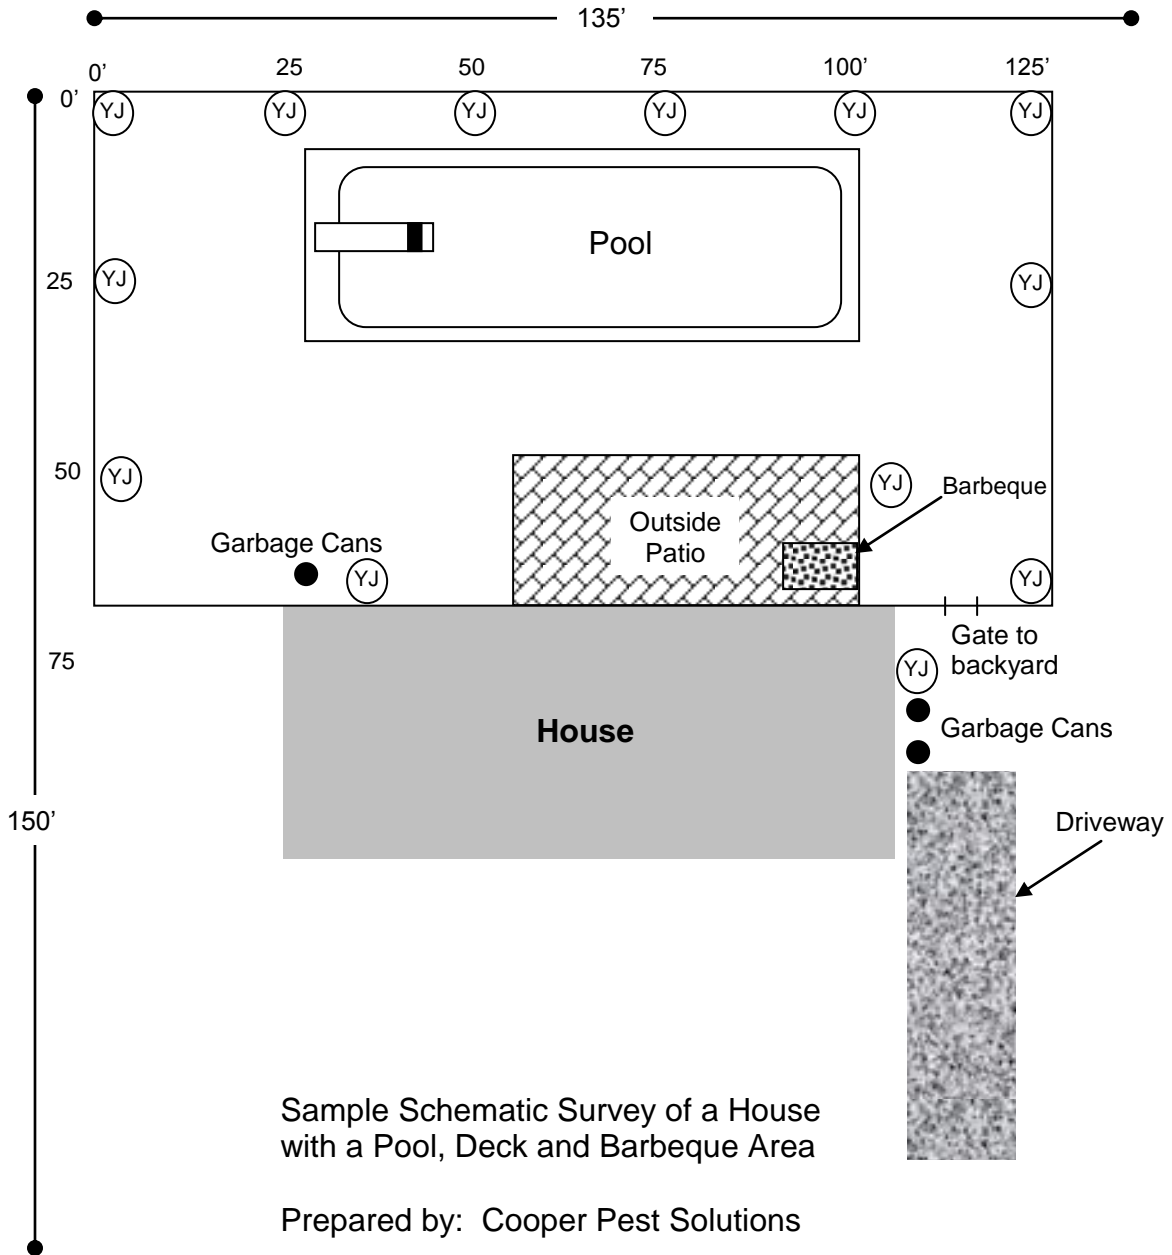 135’
0’ 25 50 75 100’ 125’
0’
YJ YJ YJ YJ YJ YJ
Pool
25
YJ YJ
50
YJ YJ
Barbeque
Outside
Patio
Garbage Cans
YJ YJ
Gate to
backyard
75
YJ
House
Garbage Cans
150’
Driveway
Sample Schematic Survey of a House
with a Pool, Deck and Barbeque Area
Prepared by: Cooper Pest Solutions